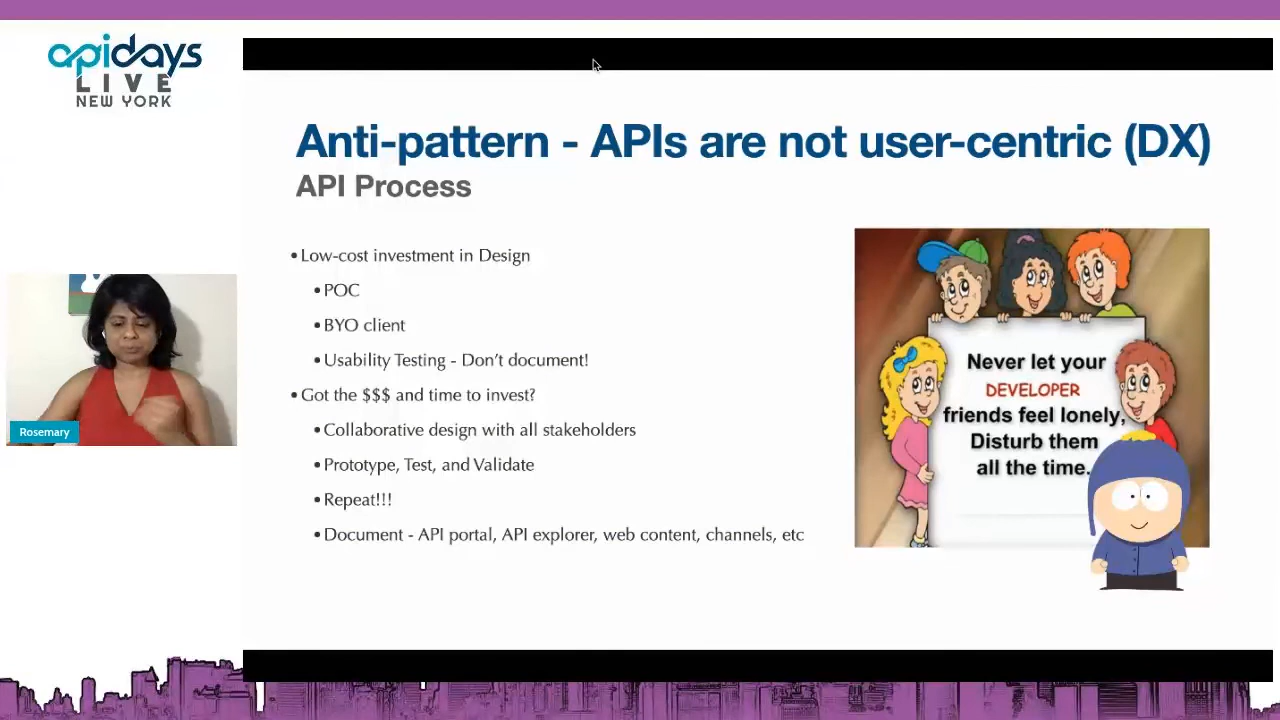 apidays
LIVE
NEW YORK
Anti-pattern - APIs are not user-centric (DX)
API Process
• Low-cost investment in Design
• POC
• BYO client
• Usability Testing - Don’t document!
• Got the $$$ and time to invest?
• Collaborative design with all stakeholders
• Prototype, Test, and Validate
• Repeat!!!
• Document - API portal, API explorer, web content, channels, etc
Never let your
DEVELOPER
friends feel lonely,
Disturb them
all the time.
Rosemary